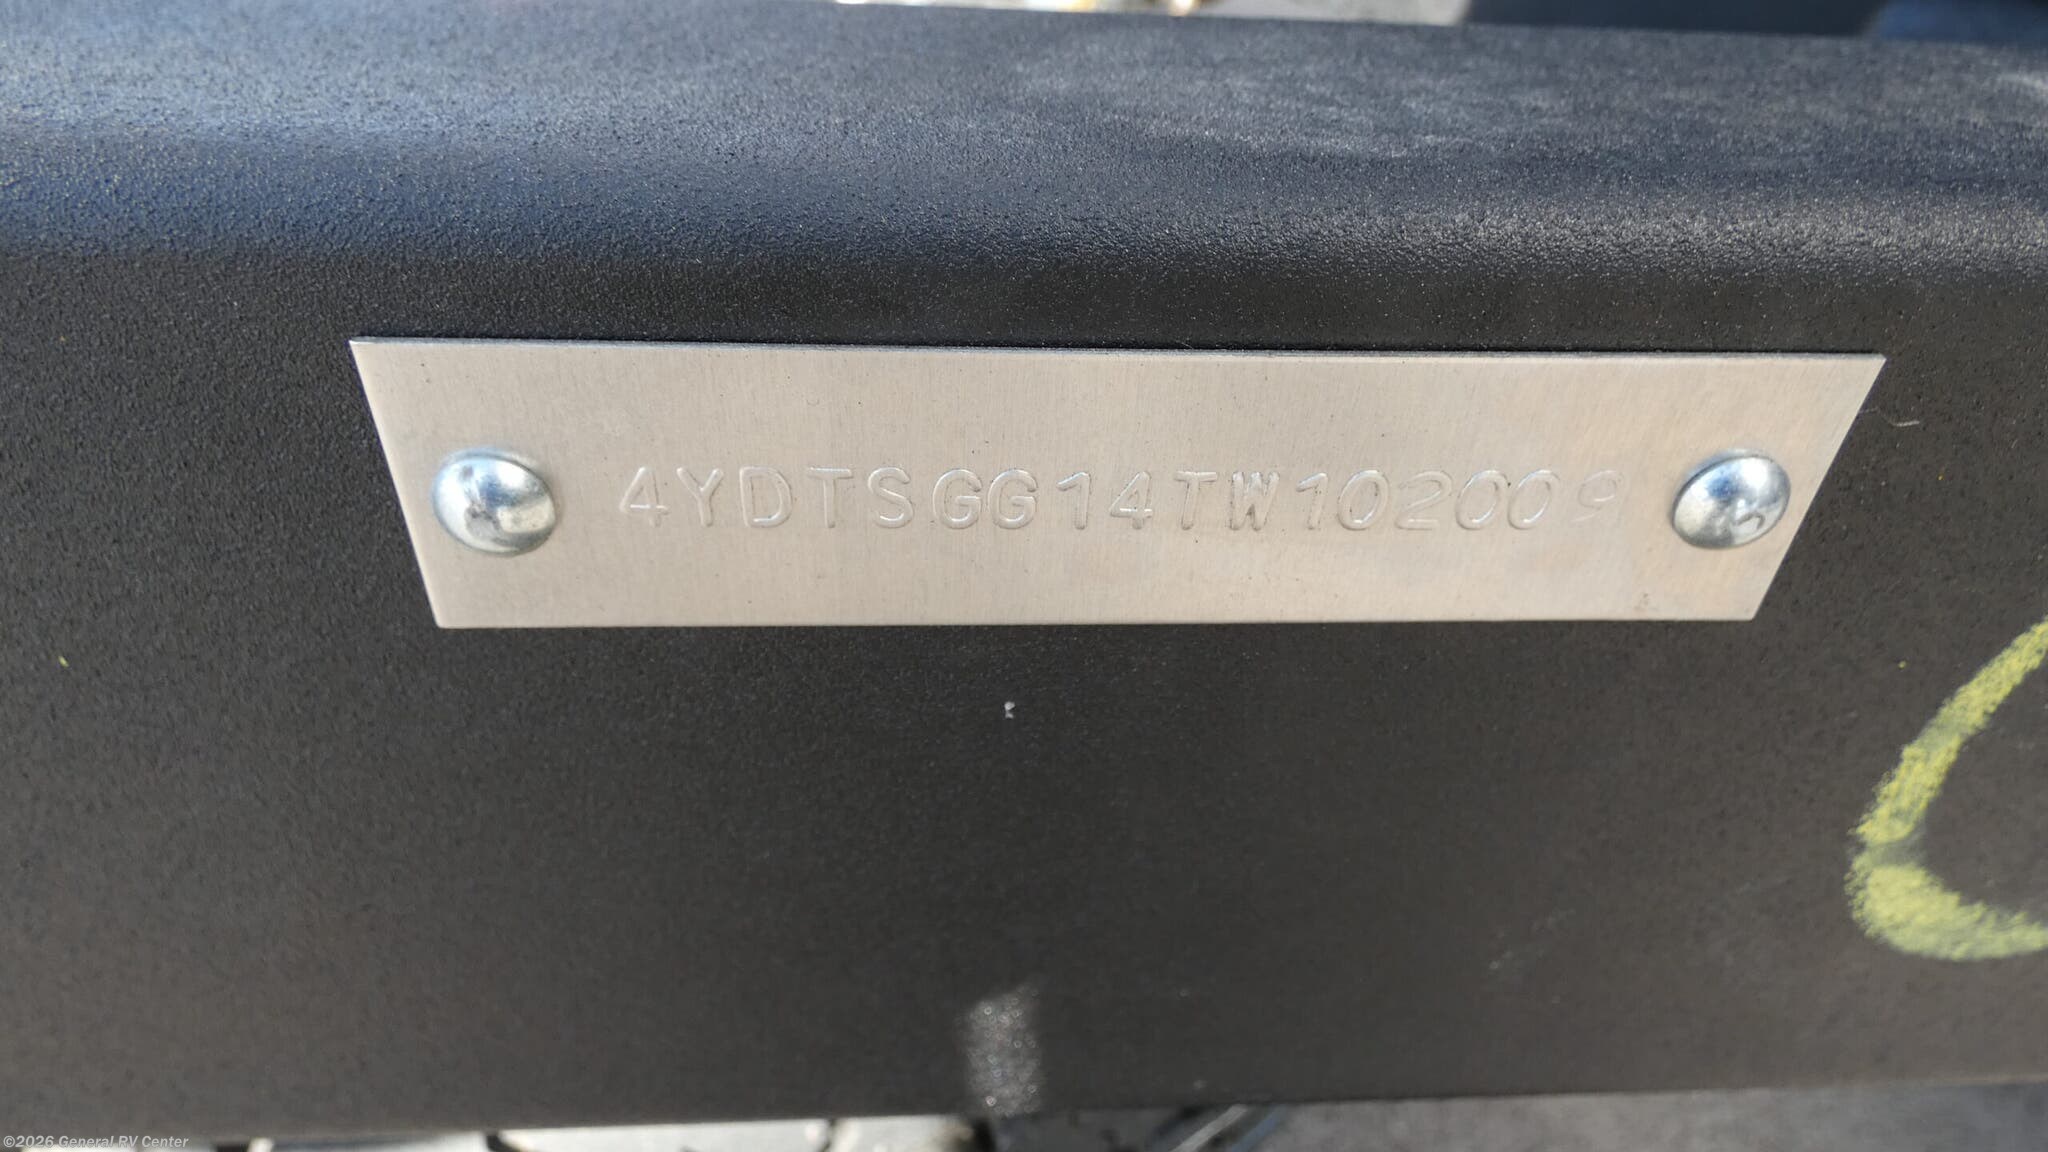 4YDTSGG14TW102009
©2026 General RV Center